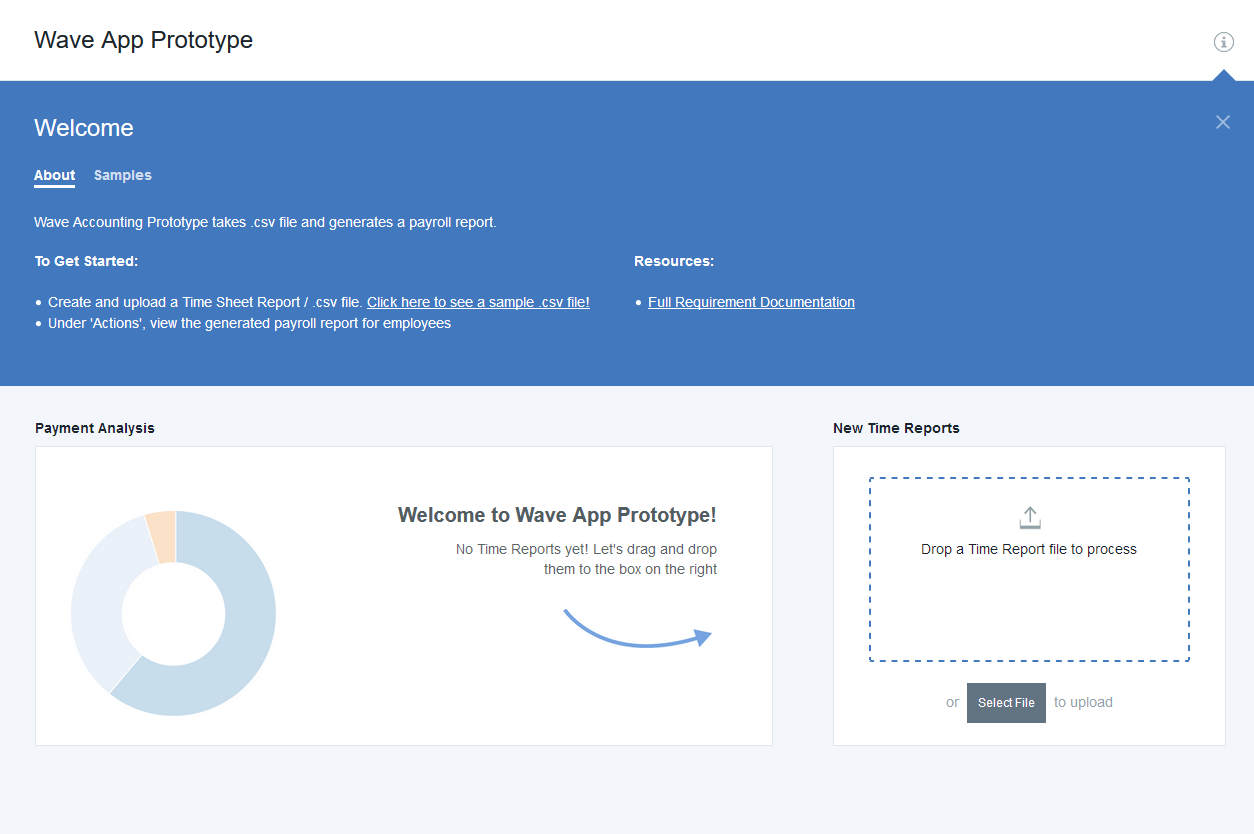 Wave App Prototype
Welcome
About Samples
Wave Accounting Prototype takes .csv file and generates a payroll report.
To Get Started:
Create and upload a Time Sheet Report / .csv file. Click here to see a sample .csv file!
Under 'Actions', view the generated payroll report for employees
Resources:
Full Requirement Documentation
Payment Analysis
Welcome to Wave App Prototype!
No Time Reports yet! Let's drag and drop
them to the box on the right
New Time Reports
Drop a Time Report file to process
or Select File to upload